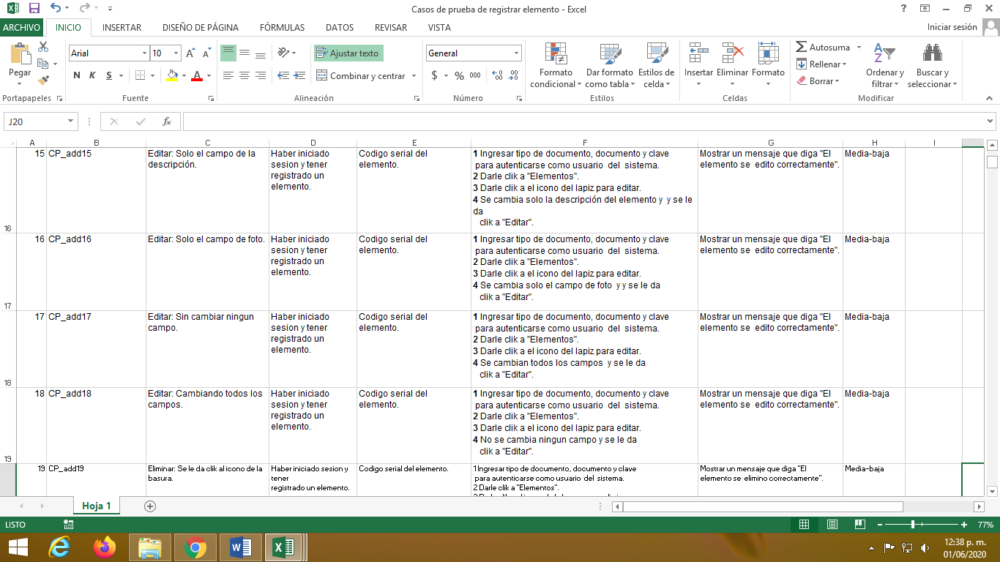 Casos de prueba de registrar elemento - Excel
ARCHIVO INICIO INSERTAR DISEÑO DE PÁGINA FÓRMULAS DATOS REVISAR VISTA Iniciar sesión
Arial 10 Ajustar texto General Autosuma
Pegar N K S Combinar y centrar $ % 000 Formato condicional Dar formato como tabla Estilos de celda Insertar Eliminar Formato Rellenar Borrar Ordenar y filtrar Buscar y seleccionar
Portapapeles Fuente Alineación Número Estilos Celdas Modificar
J20 fx
A B C D E F G H I
16
15 CP_add15
Editar: Solo el campo de la
descripción.
Haber iniciado
sesion y tener
registrado un
elemento.
Codigo serial del
elemento.
1 Ingresar tipo de documento, documento y clave
para autenticarse como usuario del sistema.
2 Darle clik a "Elementos".
3 Darle clik a el icono del lapiz para editar.
4 Se cambia solo la descripción del elemento y y se le
da
clik a "Editar".
Mostrar un mensaje que diga "El
elemento se edito correctamente".
Media-baja
17
16 CP_add16
Editar: Solo el campo de foto.
Haber iniciado
sesion y tener
registrado un
elemento.
Codigo serial del
elemento.
1 Ingresar tipo de documento, documento y clave
para autenticarse como usuario del sistema.
2 Darle clik a "Elementos".
3 Darle clik a el icono del lapiz para editar.
4 Se cambia solo el campo de foto y y se le da
clik a "Editar".
Mostrar un mensaje que diga "El
elemento se edito correctamente".
Media-baja
18
17 CP_add17
Editar: Sin cambiar ningun
campo.
Haber iniciado
sesion y tener
registrado un
elemento.
Codigo serial del
elemento.
1 Ingresar tipo de documento, documento y clave
para autenticarse como usuario del sistema.
2 Darle clik a "Elementos".
3 Darle clik a el icono del lapiz para editar.
4 Se cambian todos los campos y se le da
clik a "Editar".
Mostrar un mensaje que diga "El
elemento se edito correctamente".
Media-baja
19
18 CP_add18
Editar: Cambiando todos los
campos.
Haber iniciado
sesion y tener
registrado un
elemento.
Codigo serial del
elemento.
1 Ingresar tipo de documento, documento y clave
para autenticarse como usuario del sistema.
2 Darle clik a "Elementos".
3 Darle clik a el icono del lapiz para editar.
4 No se cambia ningun campo y se le da
clik a "Editar".
Mostrar un mensaje que diga "El
elemento se edito correctamente".
Media-baja
19 CP_add19
Eliminar: Se le da clik al icono de la
basura.
Haber iniciado sesion y
tener
registrado un elemento.
Codigo serial del elemento.
1 Ingresar tipo de documento, documento y clave
para autenticarse como usuario del sistema.
2 Darle clik a "Elementos".
Mostrar un mensaje que diga "El
elemento se elimino correctamente".
Media-baja
Hoja 1
LISTO 77%
12:38 p. m.
01/06/2020